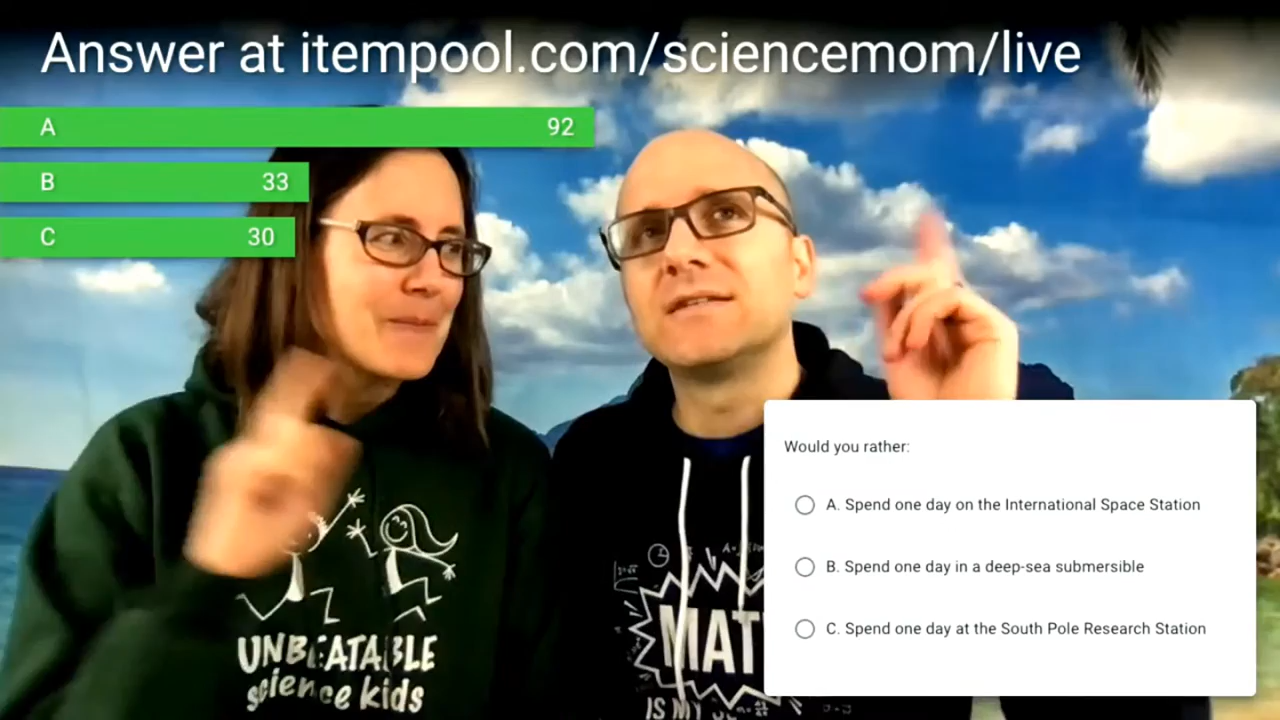 Answer at itempool.com/sciencemom/live
A 92
B 33
C 30
Would you rather:
A. Spend one day on the International Space Station
B. Spend one day in a deep-sea submersible
C. Spend one day at the South Pole Research Station
UNBEATABLE
science kids
MAT
IS MY